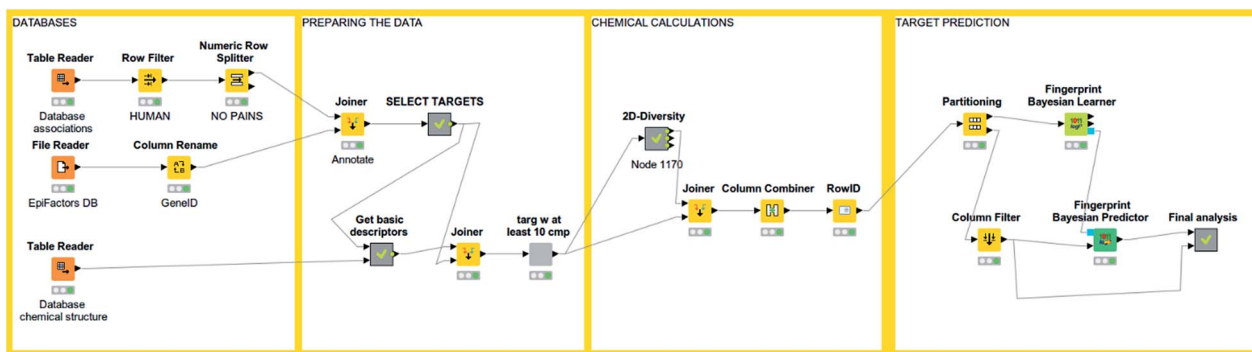 DATABASES
Table Reader
Database
associations
Row Filter
HUMAN
Numeric Row
Splitter
NO PAINS
File Reader
EpiFactors DB
Column Rename
GeneID
Table Reader
Database
chemical structure
PREPARING THE DATA
Joiner
Annotate
SELECT TARGETS
Get basic
descriptors
Joiner
targ w at
least 10 cmp
CHEMICAL CALCULATIONS
2D-Diversity
Node 1170
Joiner
Column Combiner
RowID
TARGET PREDICTION
Partitioning
Fingerprint
Bayesian Learner
Column Filter
Fingerprint
Bayesian Predictor
Final analysis